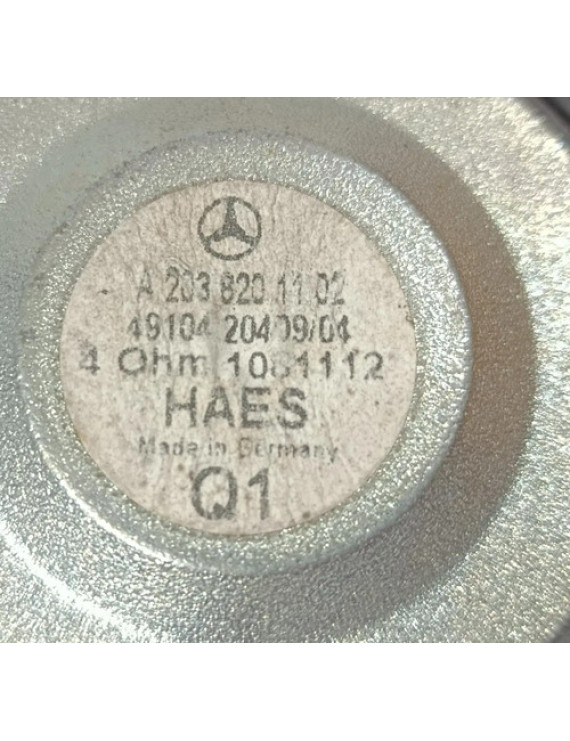 A 203 820 11 02
49104 20409/04
4 Ohm 1081112
HAES
Made in Germany
Q1